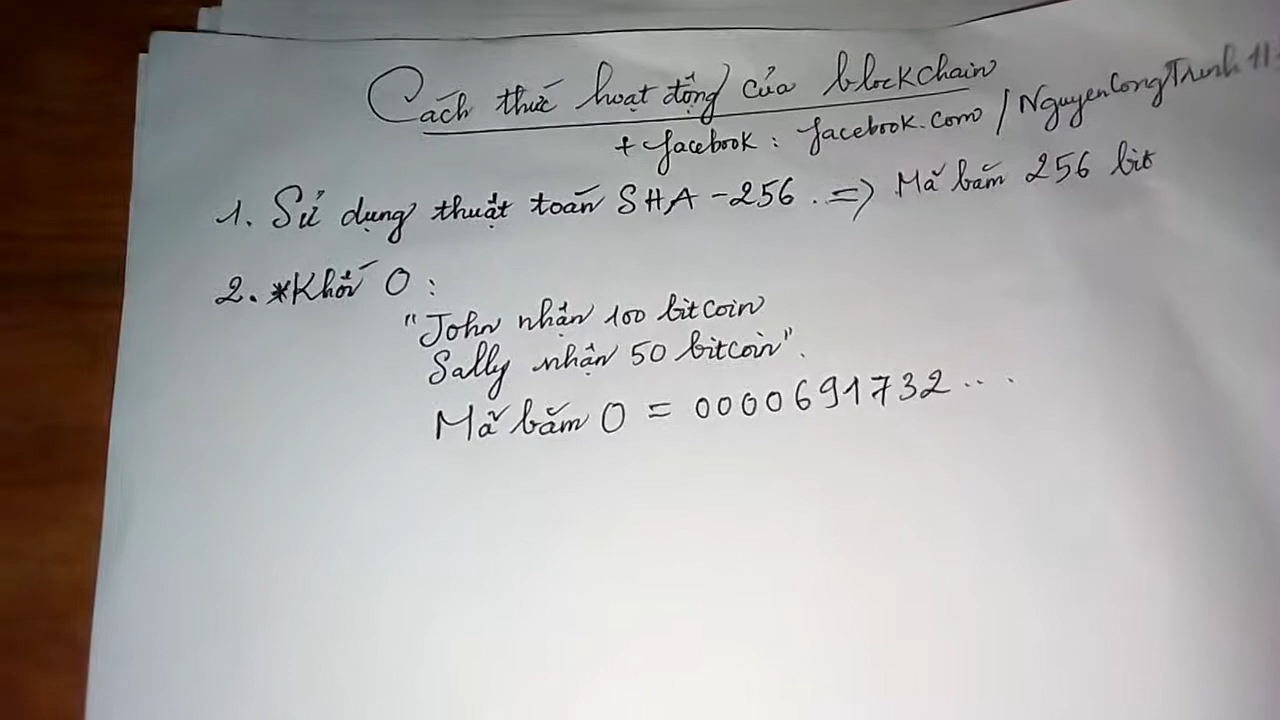 Cách thức hoạt động của blockchain
+ facebook: facebook.com/NguyenCongTrinh
1. Sử dụng thuật toán SHA-256. => Mã băm 256 bit
2. *Khối 0:
"John nhận 100 bitcoin
Sally nhận 50 bitcoin".
Mã băm 0 = 0000691732...